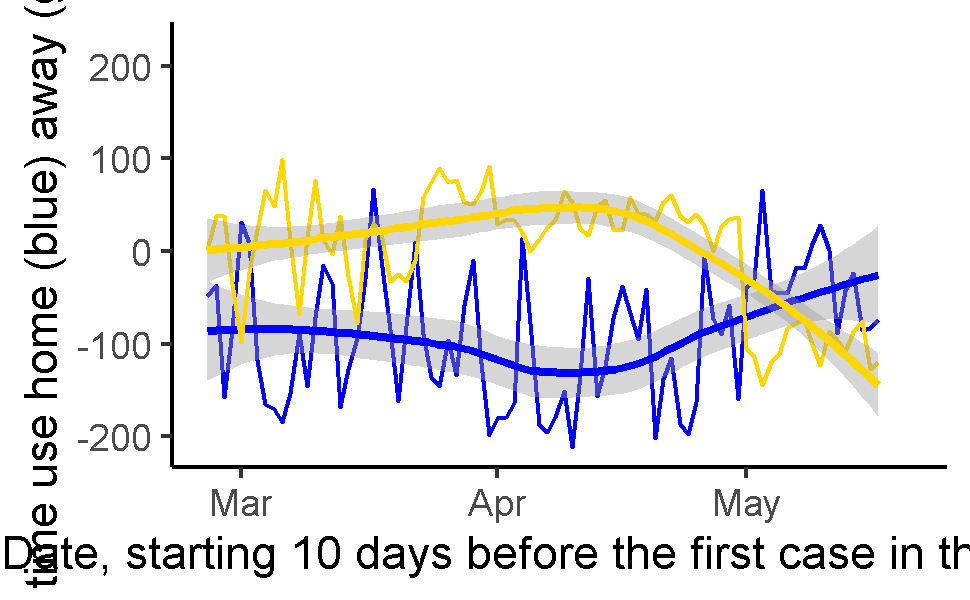 time use home (blue) away (
200
100
0
-100
-200
Mar
Apr
May
Date, starting 10 days before the first case in th